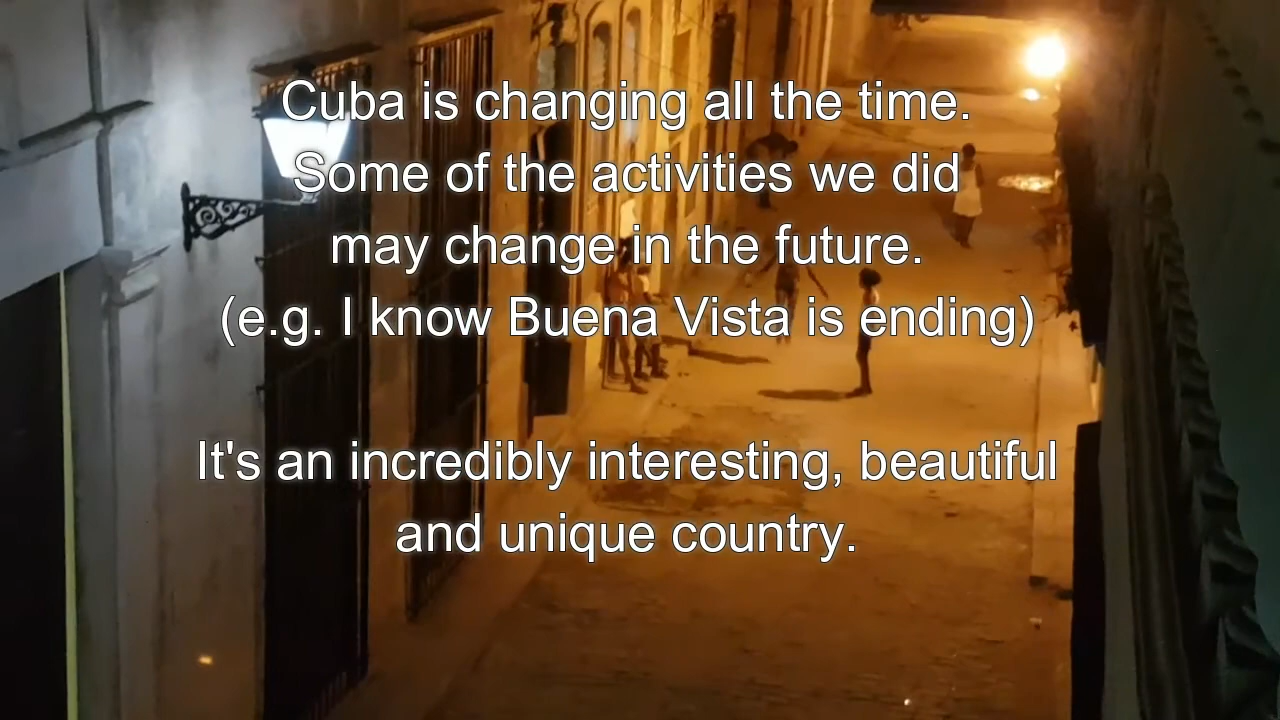 Cuba is changing all the time.
Some of the activities we did
may change in the future.
(e.g. I know Buena Vista is ending)
It's an incredibly interesting, beautiful
and unique country.